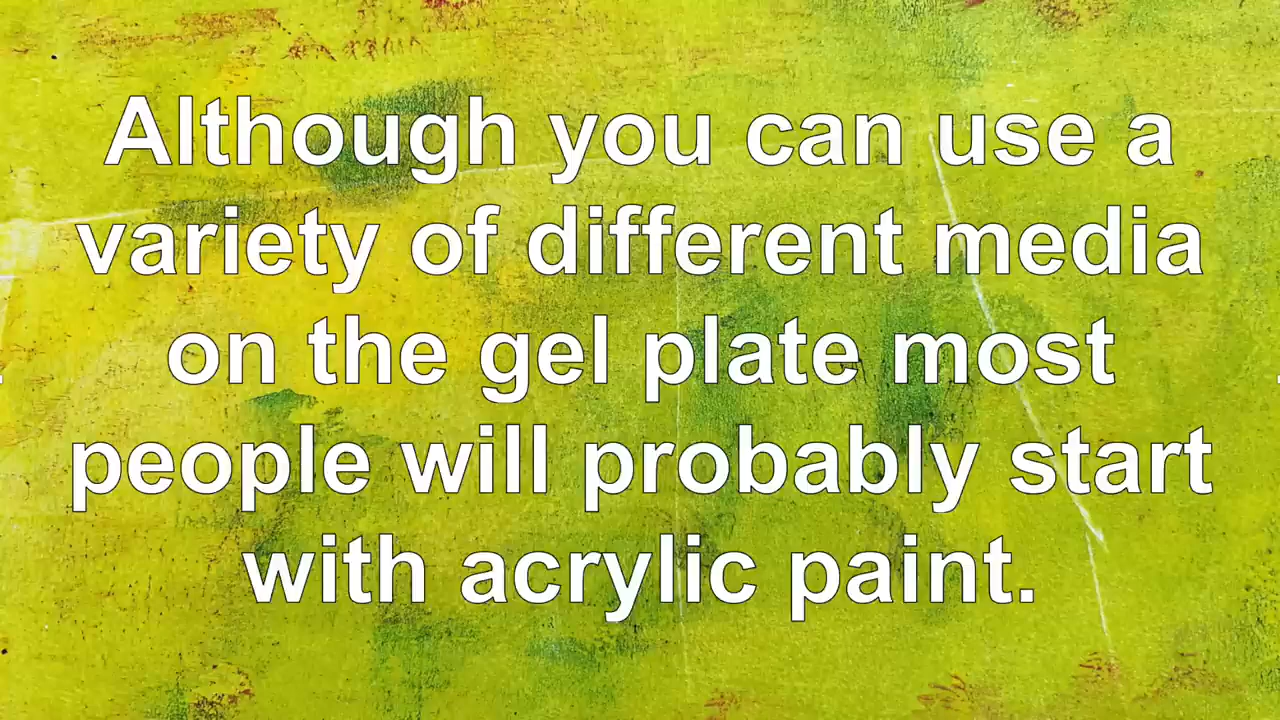 Although you can use a
variety of different media
on the gel plate most
people will probably start
with acrylic paint.